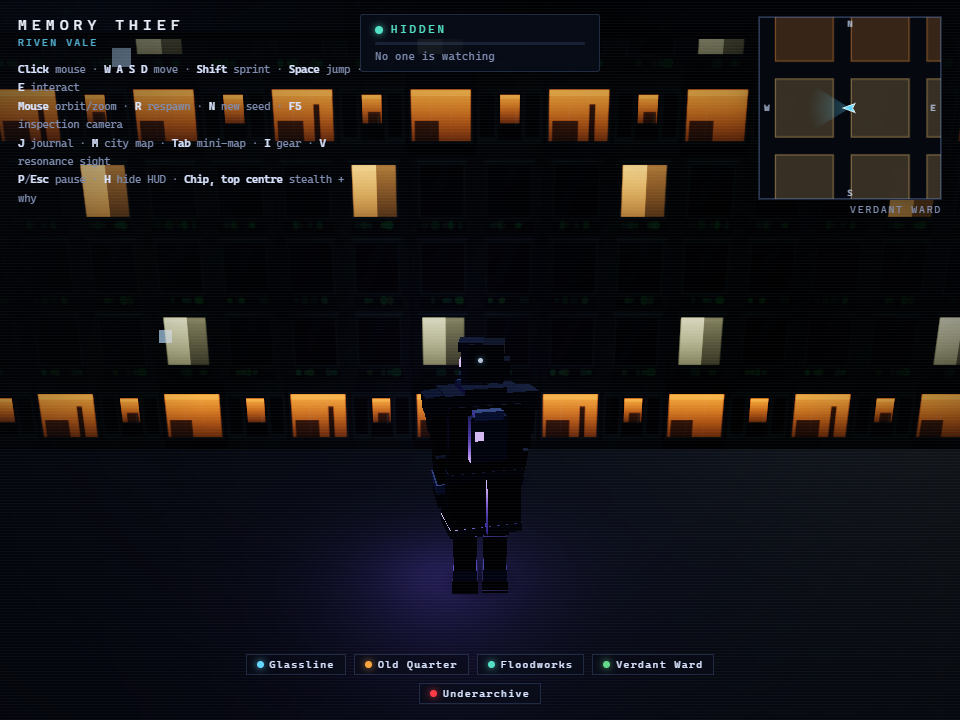 MEMORY THIEF
RIVEN VALE
Click mouse · W A S D move · Shift sprint · Space jump ·
E interact
Mouse orbit/zoom · R respawn · N new seed · F5
inspection camera
J journal · M city map · Tab mini-map · I gear · V
resonance sight
P/Esc pause · H hide HUD · Chip, top centre stealth +
why
HIDDEN
No one is watching
N
W
E
S
VERDANT WARD
Glassline
Old Quarter
Floodworks
Verdant Ward
Underarchive